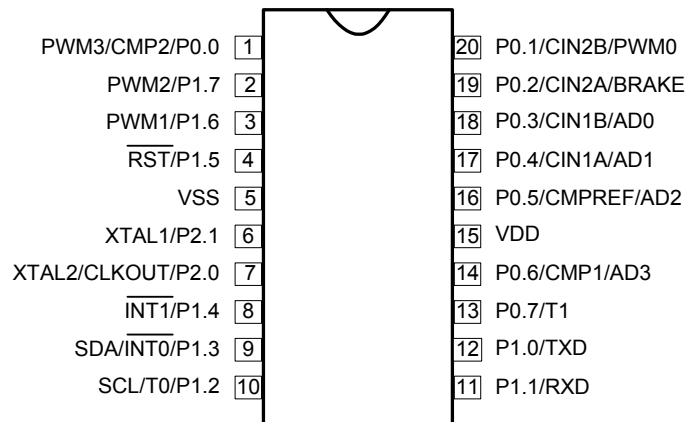 PWM3/CMP2/P0.0 1 20 P0.1/CIN2B/PWM0
PWM2/P1.7 2 19 P0.2/CIN2A/BRAKE
PWM1/P1.6 3 18 P0.3/CIN1B/AD0
RST/P1.5 4 17 P0.4/CIN1A/AD1
VSS 5 16 P0.5/CMPREF/AD2
XTAL1/P2.1 6 15 VDD
XTAL2/CLKOUT/P2.0 7 14 P0.6/CMP1/AD3
INT1/P1.4 8 13 P0.7/T1
SDA/INT0/P1.3 9 12 P1.0/TXD
SCL/T0/P1.2 10 11 P1.1/RXD